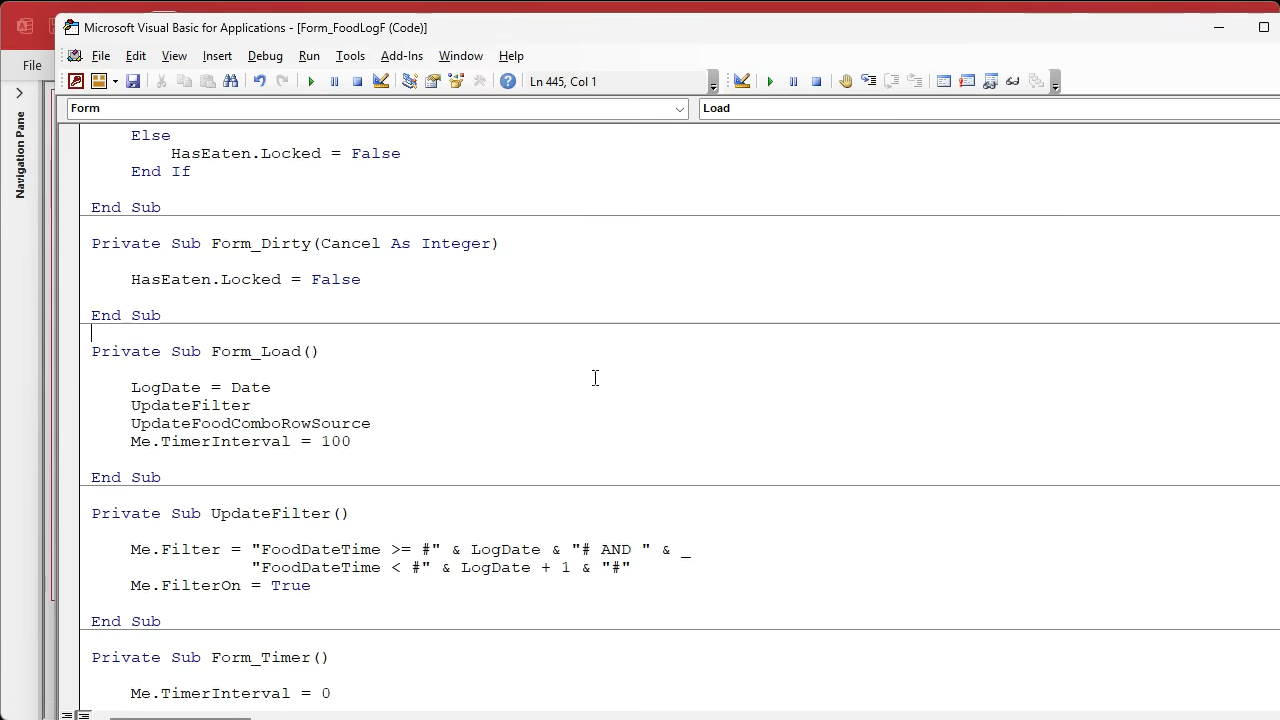 Microsoft Visual Basic for Applications - [Form_FoodLogF (Code)]
File
File Edit View Insert Debug Run Tools Add-Ins Window Help
Ln 445, Col 1
Form
Load
Navigation Pane
Else
HasEaten.Locked = False
End If
End Sub
Private Sub Form_Dirty(Cancel As Integer)
HasEaten.Locked = False
End Sub
Private Sub Form_Load()
LogDate = Date
UpdateFilter
UpdateFoodComboRowSource
Me.TimerInterval = 100
End Sub
Private Sub UpdateFilter()
Me.Filter = "FoodDateTime >= #" & LogDate & "# AND " & _
"FoodDateTime < #" & LogDate + 1 & "#"
Me.FilterOn = True
End Sub
Private Sub Form_Timer()
Me.TimerInterval = 0